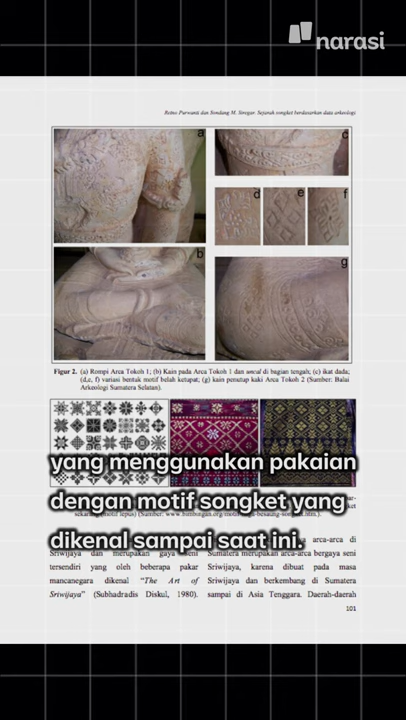 narasi
Retno Purwanti dan Sondang M. Siregar. Sejarah songket berdasarkan data arkeologi
a
c
d
e
f
b
g
Figur 2. (a) Rompi Arca Tokoh 1; (b) Kain pada Arca Tokoh 1 dan uncal di bagian tengah; (c) ikat dada;
(d,e, f) variasi bentuk motif belah ketupat; (g) kain penutup kaki Arca Tokoh 2 (Sumber: Balai
Arkeologi Sumatera Selatan).
yang menggunakan pakaian
dengan motif songket yang
dikenal sampai saat ini.
arca-arca di
Sriwijaya dan merupakan gaya seni
tersendiri yang oleh beberapa pakar
mancanegara dikenal "The Art of
Sriwijaya" (Subhadradis Diskul, 1980).
Sumatera merupakan arca-arca bergaya seni
Sriwijaya, karena dibuat pada masa
Sriwijaya dan berkembang di Sumatera
sampai di Asia Tenggara. Daerah-daerah
101